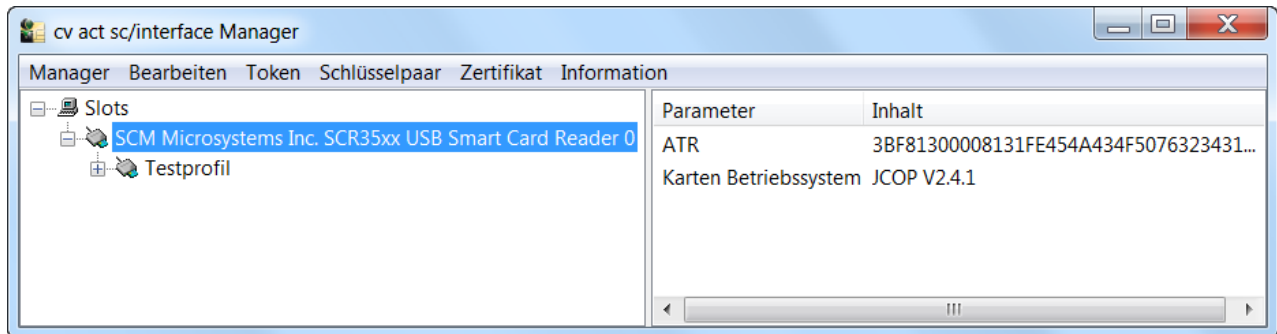 cv act sc/interface Manager
Manager Bearbeiten Token Schlüsselpaar Zertifikat Information
Slots
SCM Microsystems Inc. SCR35xx USB Smart Card Reader 0
Testprofil
Parameter Inhalt
ATR 3BF81300008131FE454A434F5076323431...
Karten Betriebssystem JCOP V2.4.1